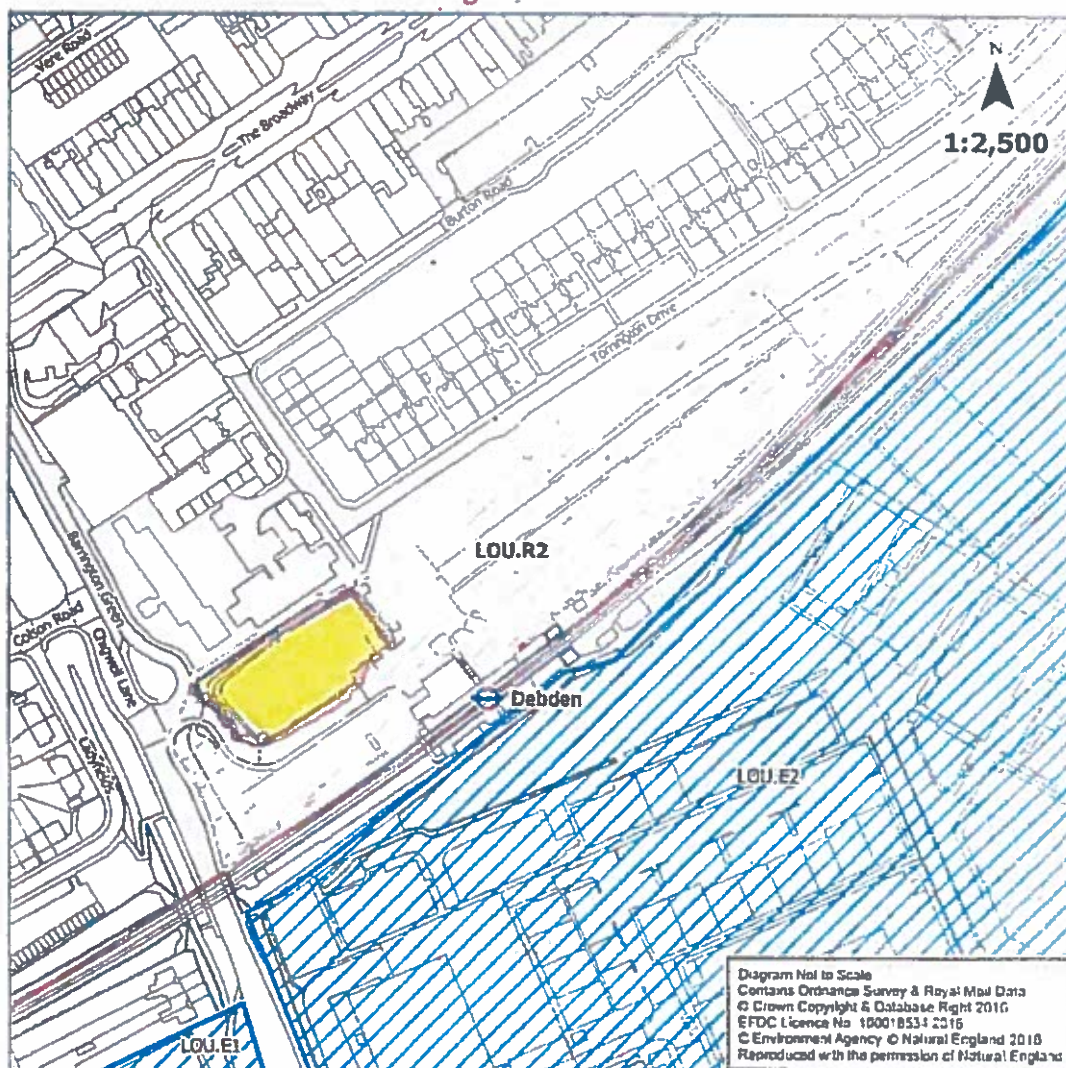 Vere Road
The Broadway
N
1:2,500
Burton Road
Torrington Drive
LOU.R2
Barrington Green
Colson Road
Chigwell Lane
Ladyfields
Debden
LOU.E2
LOU.E1
Diagram Not to Scale
Contains Ordnance Survey & Royal Mail Data
© Crown Copyright & Database Right 2016
EFDC Licence No 100018534 2016
© Environment Agency © Natural England 2018
Reproduced with the permission of Natural England